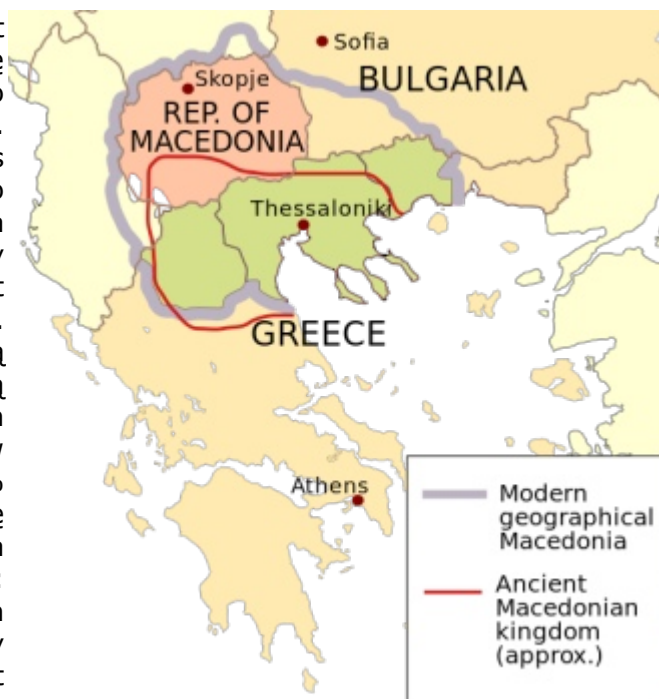 Sofia
BULGARIA
Skopje
REP. OF
MACEDONIA
Thessaloniki
GREECE
Athens
Modern
geographical
Macedonia
Ancient
Macedonian
kingdom
(approx.)